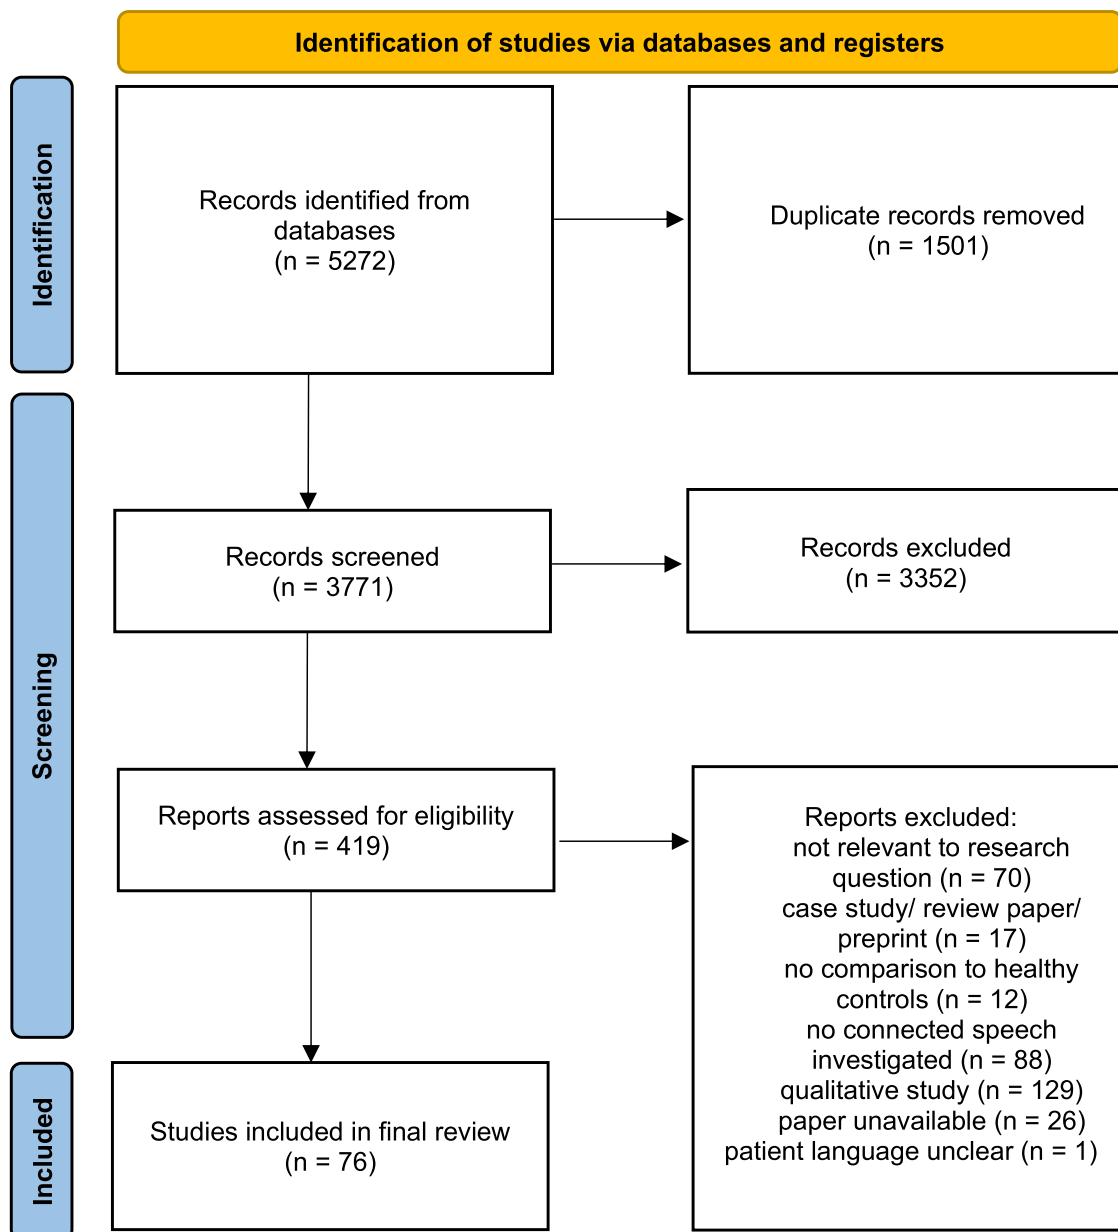 Identification of studies via databases and registers
Identification
Records identified from
databases
(n = 5272)
Duplicate records removed
(n = 1501)
Screening
Records screened
(n = 3771)
Records excluded
(n = 3352)
Reports assessed for eligibility
(n = 419)
Reports excluded:
not relevant to research
question (n = 70)
case study/ review paper/
preprint (n = 17)
no comparison to healthy
controls (n = 12)
no connected speech
investigated (n = 88)
qualitative study (n = 129)
paper unavailable (n = 26)
patient language unclear (n = 1)
Included
Studies included in final review
(n = 76)